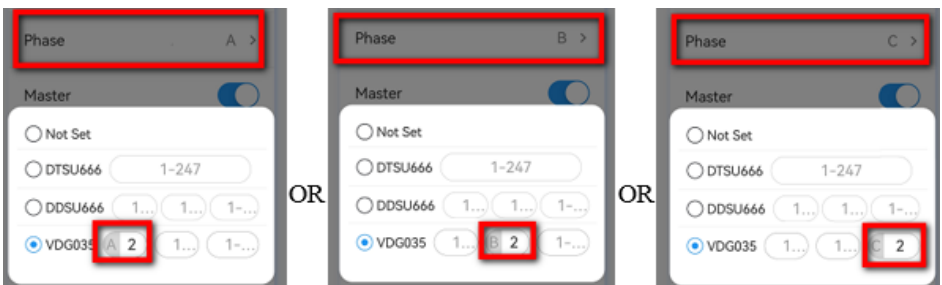 Phase A >
Master
Not Set
DTSU666 1-247
DDSU666 1... 1... 1-...
VDG035 A 2 1... 1-...
OR
Phase B >
Master
Not Set
DTSU666 1-247
DDSU666 1... 1... 1-...
VDG035 1... B 2 1-...
OR
Phase C >
Master
Not Set
DTSU666 1-247
DDSU666 1... 1... 1-...
VDG035 1... 1... C 2